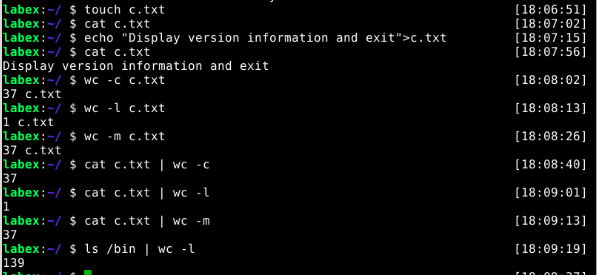 labex:~/ $ touch c.txt [18:06:51]
labex:~/ $ cat c.txt [18:07:02]
labex:~/ $ echo "Display version information and exit">c.txt [18:07:15]
labex:~/ $ cat c.txt [18:07:56]
Display version information and exit
labex:~/ $ wc -c c.txt [18:08:02]
37 c.txt
labex:~/ $ wc -l c.txt [18:08:13]
1 c.txt
labex:~/ $ wc -m c.txt [18:08:26]
37 c.txt
labex:~/ $ cat c.txt | wc -c [18:08:40]
37
labex:~/ $ cat c.txt | wc -l [18:09:01]
1
labex:~/ $ cat c.txt | wc -m [18:09:13]
37
labex:~/ $ ls /bin | wc -l [18:09:19]
139